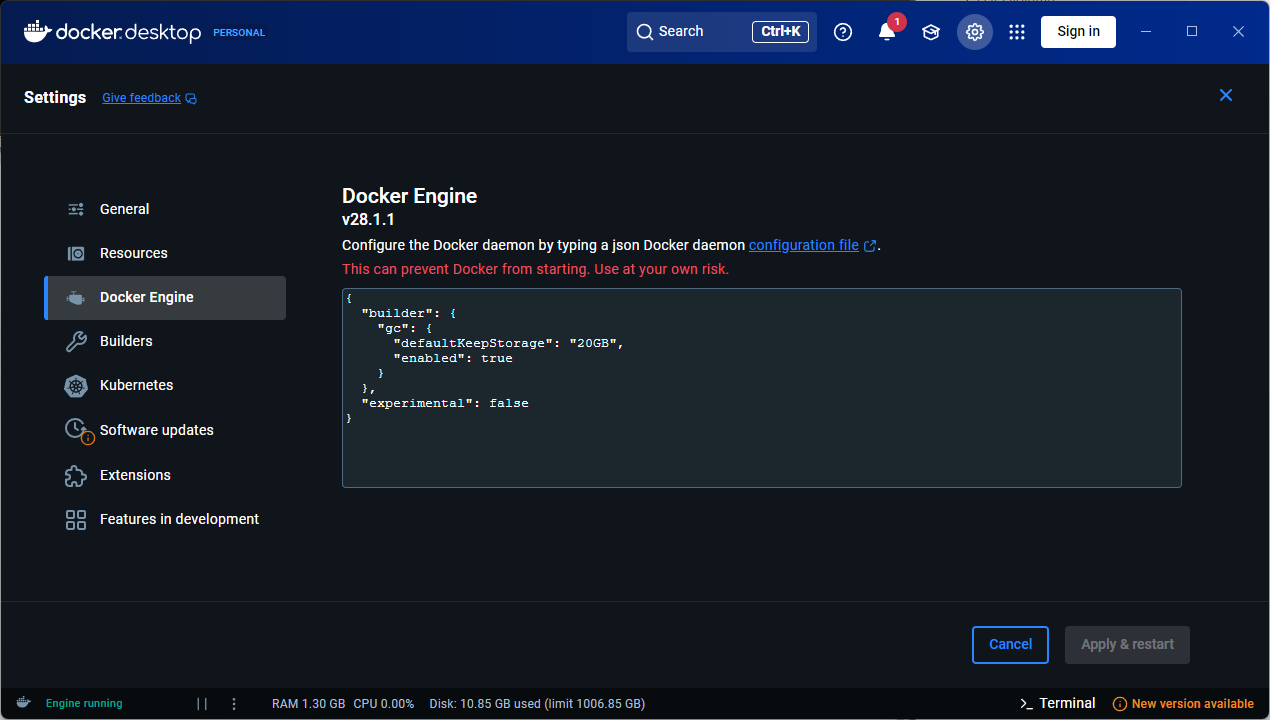 docker.desktop PERSONAL Search Ctrl+K 1 Sign in
Settings Give feedback
General
Resources
Docker Engine
Builders
Kubernetes
Software updates
Extensions
Features in development
Docker Engine
v28.1.1
Configure the Docker daemon by typing a json Docker daemon configuration file.
This can prevent Docker from starting. Use at your own risk.
{
  "builder": {
    "gc": {
      "defaultKeepStorage": "20GB",
      "enabled": true
    }
  },
  "experimental": false
}
Cancel Apply & restart
Engine running RAM 1.30 GB CPU 0.00% Disk: 10.85 GB used (limit 1006.85 GB) Terminal New version available